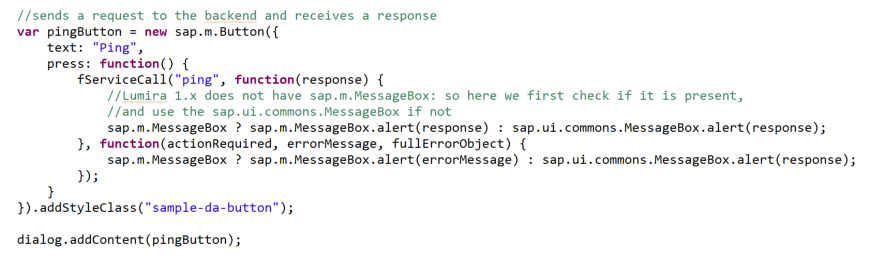 //sends a request to the backend and receives a response
var pingButton = new sap.m.Button({
    text: "Ping",
    press: function() {
        fServiceCall("ping", function(response) {
            //Lumira 1.x does not have sap.m.MessageBox: so here we first check if it is present,
            //and use the sap.ui.commons.MessageBox if not
            sap.m.MessageBox ? sap.m.MessageBox.alert(response) : sap.ui.commons.MessageBox.alert(response);
        }, function(actionRequired, errorMessage, fullErrorObject) {
            sap.m.MessageBox ? sap.m.MessageBox.alert(errorMessage) : sap.ui.commons.MessageBox.alert(response);
        });
    }
}).addStyleClass("sample-da-button");

dialog.addContent(pingButton);